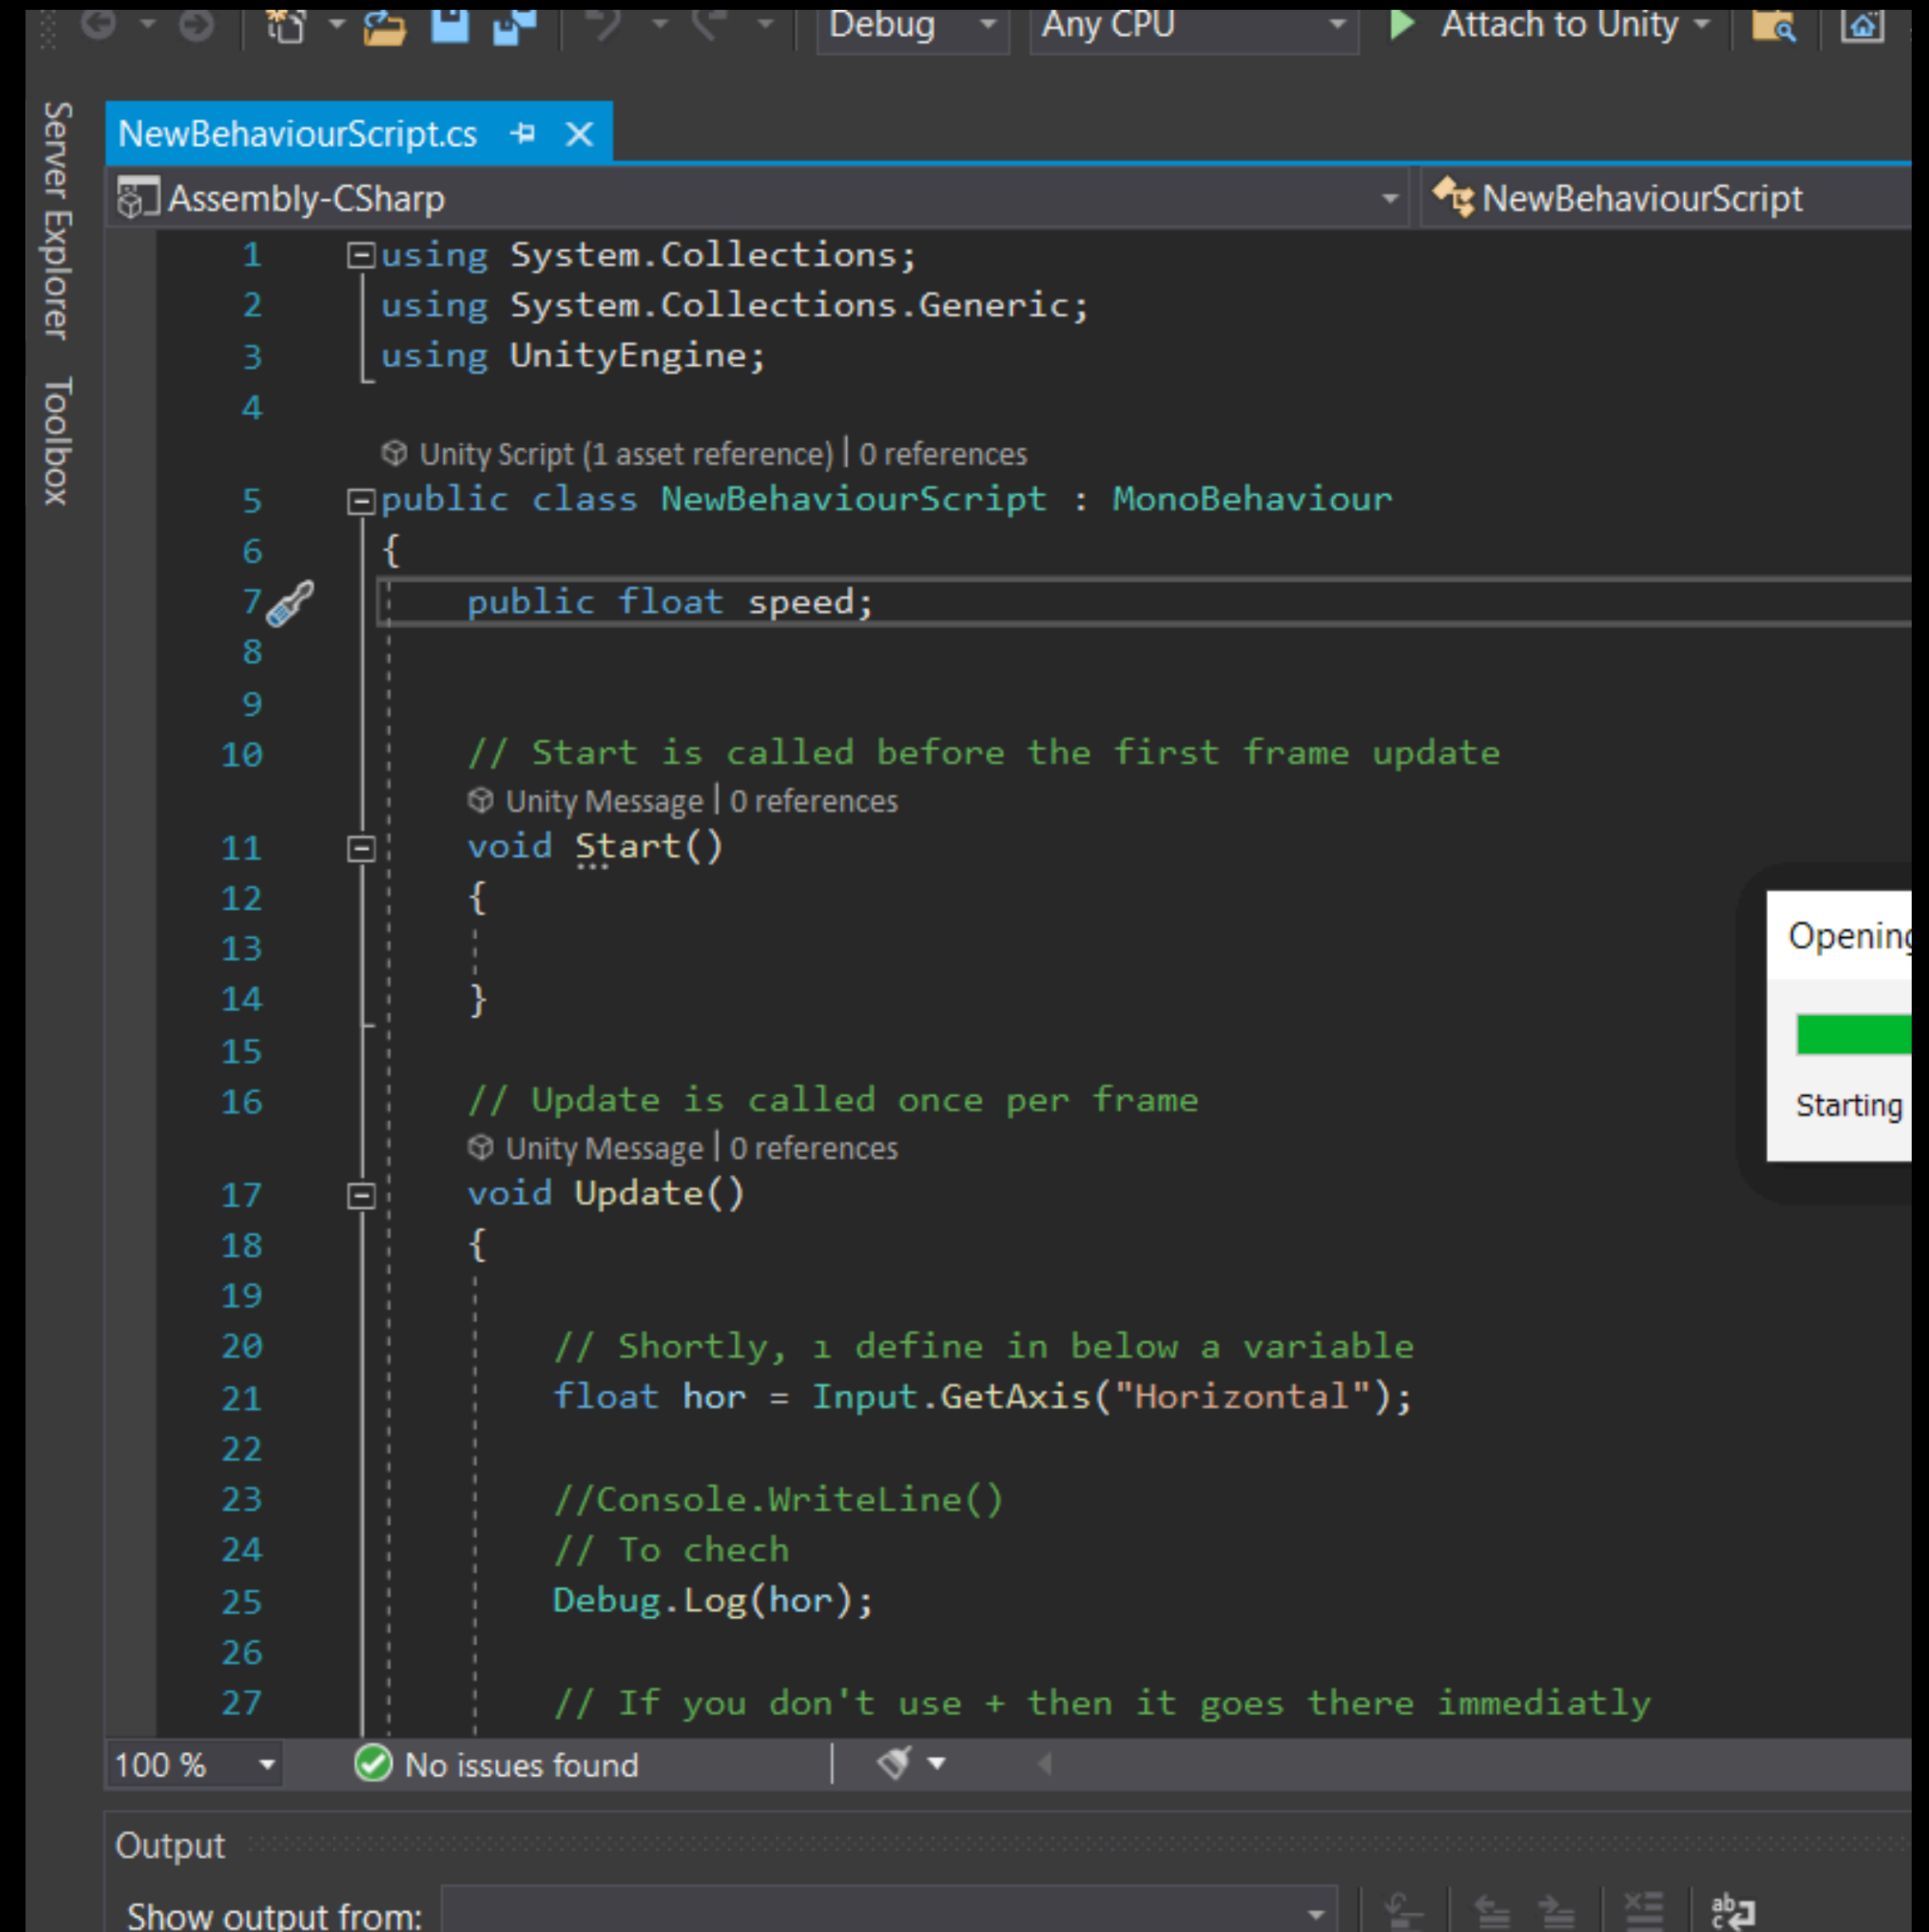 Debug Any CPU Attach to Unity
Server Explorer
Toolbox
NewBehaviourScript.cs
Assembly-CSharp NewBehaviourScript
1 using System.Collections;
2 using System.Collections.Generic;
3 using UnityEngine;
4
Unity Script (1 asset reference) | 0 references
5 public class NewBehaviourScript : MonoBehaviour
6 {
7 public float speed;
8
9
10 // Start is called before the first frame update
Unity Message | 0 references
11 void Start()
12 {
13
14 }
15
16 // Update is called once per frame
Unity Message | 0 references
17 void Update()
18 {
19
20 // Shortly, ı define in below a variable
21 float hor = Input.GetAxis("Horizontal");
22
23 //Console.WriteLine()
24 // To chech
25 Debug.Log(hor);
26
27 // If you don't use + then it goes there immediatly
Opening
Starting
100 % No issues found
Output
Show output from: